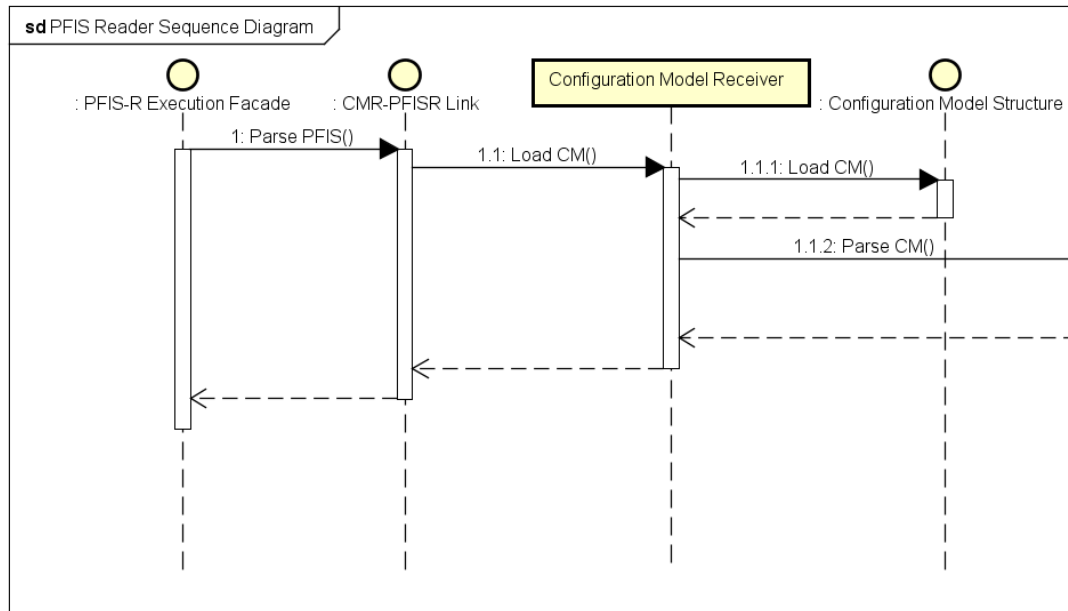 sd PFIS Reader Sequence Diagram
: PFIS-R Execution Facade
: CMR-PFISR Link
Configuration Model Receiver
: Configuration Model Structure
1: Parse PFIS()
1.1: Load CM()
1.1.1: Load CM()
1.1.2: Parse CM()